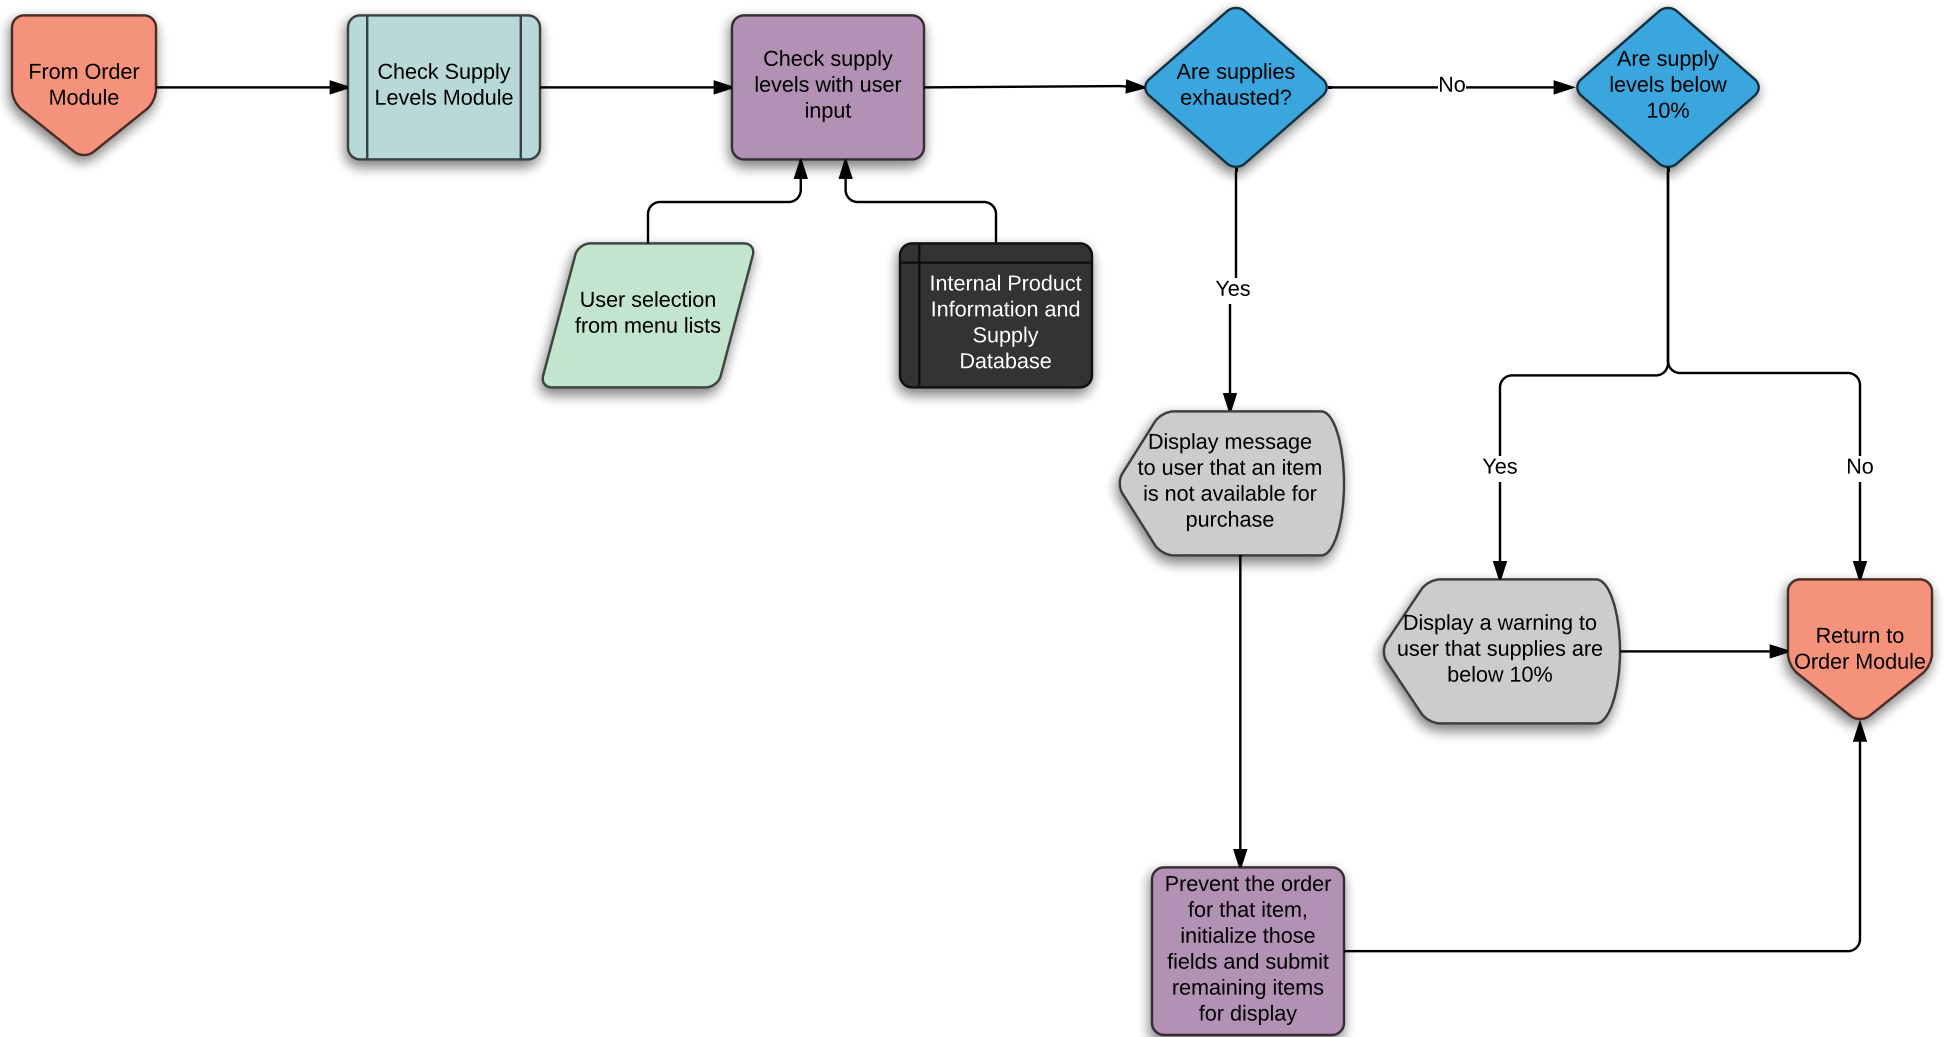 From Order
Module
Check Supply
Levels Module
Check supply
levels with user
input
Are supplies
exhausted?
No
Are supply
levels below
10%
User selection
from menu lists
Internal Product
Information and
Supply
Database
Yes
Display message
to user that an item
is not available for
purchase
Yes
No
Display a warning to
user that supplies are
below 10%
Return to
Order Module
Prevent the order
for that item,
initialize those
fields and submit
remaining items
for display